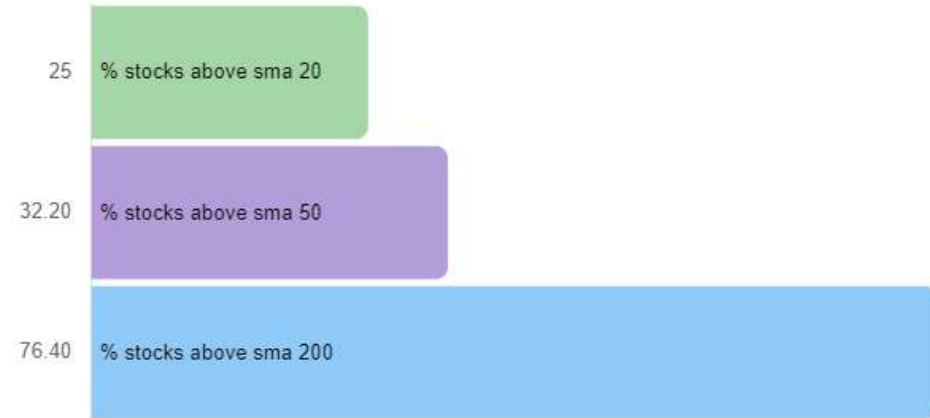 25 % stocks above sma 20
32.20 % stocks above sma 50
76.40 % stocks above sma 200